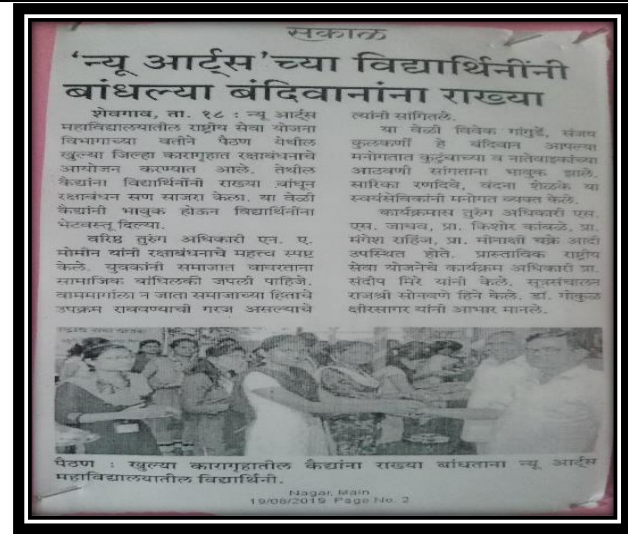 सकाळ
'न्यू आर्ट्स'च्या विद्यार्थिनींनी
बांधल्या बंदिवानांना राख्या
शेवगाव, ता. १८ : न्यू आर्ट्स
महाविद्यालयातील राष्ट्रीय सेवा योजना
विभागाच्या वतीने पैठण येथील
खुल्या जिल्हा कारागृहात रक्षाबंधनाचे
आयोजन करण्यात आले. तेथील
कैद्यांना विद्यार्थिनींनी राख्या बांधून
रक्षाबंधन सण साजरा केला. या वेळी
कैद्यांनी भावुक होऊन विद्यार्थिनींना
भेटवस्तू दिल्या.
वरिष्ठ तुरुंग अधिकारी एन. ए.
मोमीन यांनी रक्षाबंधनाचे महत्त्व स्पष्ट
केले. युवकांनी समाजात वावरताना
सामाजिक बांधिलकी जपली पाहिजे.
वाममार्गाला न जाता समाजाच्या हिताचे
उपक्रम राबवण्याची गरज असल्याचे
त्यांनी सांगितले.
या वेळी विवेक गांगुर्डे, संजय
कुलकर्णी हे बंदिवान आपल्या
मनोगतात कुटुंबाच्या व नातेवाइकांच्या
आठवणी सांगताना भावुक झाले.
सारिका रणदिवे, वंदना शेळके या
स्वयंसेविकांनी मनोगत व्यक्त केले.
कार्यक्रमास तुरुंग अधिकारी एस.
एस. जाधव, प्रा. किशोर कांबळे, प्रा.
मंगेश राहिंज, प्रा. मीनाक्षी चक्रे आदी
उपस्थित होते. प्रास्ताविक राष्ट्रीय
सेवा योजनेचे कार्यक्रम अधिकारी प्रा.
संदीप मिरे यांनी केले. सूत्रसंचालन
राजश्री सोनवणे हिने केले. डॉ. गोकुळ
क्षीरसागर यांनी आभार मानले.
पैठण : खुल्या कारागृहातील कैद्यांना राख्या बांधताना न्यू आर्ट्स
महाविद्यालयातील विद्यार्थिनी.
Nagar, Main
19/08/2019 Page No. 2